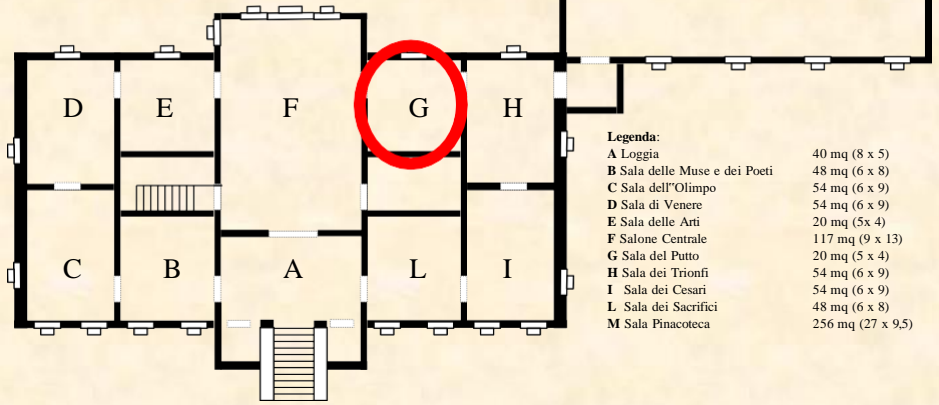 D E F G H
C B A L I
Legenda:
A Loggia 40 mq (8 x 5)
B Sala delle Muse e dei Poeti 48 mq (6 x 8)
C Sala dell"Olimpo 54 mq (6 x 9)
D Sala di Venere 54 mq (6 x 9)
E Sala delle Arti 20 mq (5x 4)
F Salone Centrale 117 mq (9 x 13)
G Sala del Putto 20 mq (5 x 4)
H Sala dei Trionfi 54 mq (6 x 9)
I Sala dei Cesari 54 mq (6 x 9)
L Sala dei Sacrifici 48 mq (6 x 8)
M Sala Pinacoteca 256 mq (27 x 9,5)